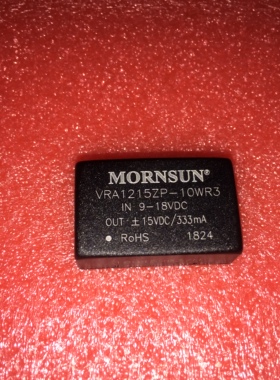 MORNSUN®
VRA1215ZP-10WR3
IN 9-18VDC
OUT ±15VDC/333mA
RoHS 1824